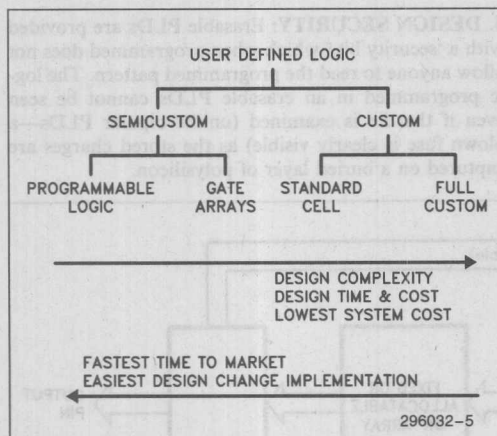 USER DEFINED LOGIC
SEMICUSTOM CUSTOM
PROGRAMMABLE LOGIC GATE ARRAYS STANDARD CELL FULL CUSTOM
DESIGN COMPLEXITY
DESIGN TIME & COST
LOWEST SYSTEM COST
FASTEST TIME TO MARKET
EASIEST DESIGN CHANGE IMPLEMENTATION
296032-5